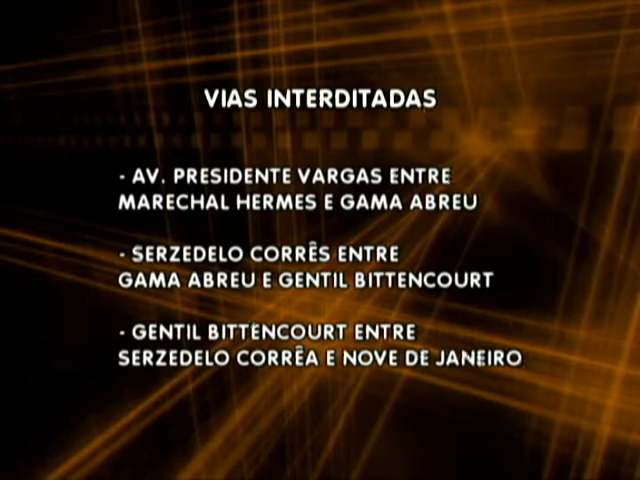 VIAS INTERDITADAS
- AV. PRESIDENTE VARGAS ENTRE
MARECHAL HERMES E GAMA ABREU
- SERZEDELO CORRÊS ENTRE
GAMA ABREU E GENTIL BITTENCOURT
- GENTIL BITTENCOURT ENTRE
SERZEDELO CORRÊA E NOVE DE JANEIRO